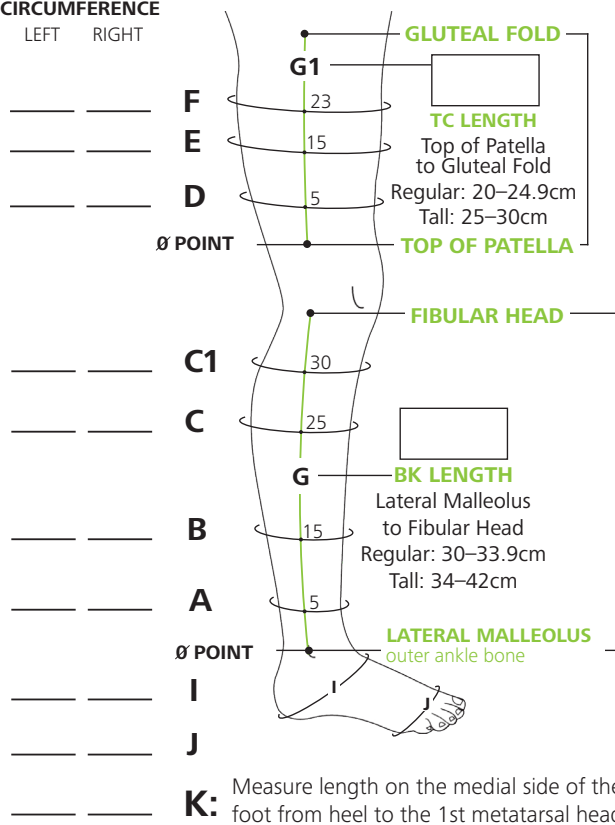 CIRCUMFERENCE
LEFT RIGHT
GLUTEAL FOLD
G1
F 23
TC LENGTH
Top of Patella
to Gluteal Fold
Regular: 20–24.9cm
Tall: 25–30cm
E 15
D 5
Ø POINT TOP OF PATELLA
FIBULAR HEAD
C1 30
C 25
G BK LENGTH
Lateral Malleolus
to Fibular Head
Regular: 30–33.9cm
Tall: 34–42cm
B 15
A 5
Ø POINT LATERAL MALLEOLUS
outer ankle bone
I I
J J
K: Measure length on the medial side of the
foot from heel to the 1st metatarsal head